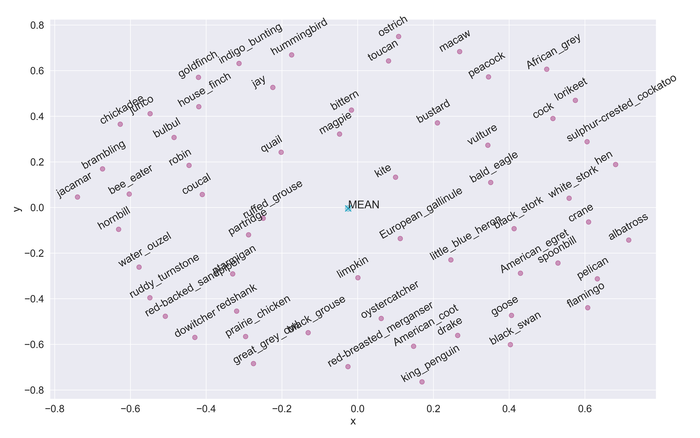 0.8
0.6
0.4
0.2
0.0
−0.2
−0.4
−0.6
−0.8
y
ostrich
macaw
hummingbird
indigo_bunting
goldfinch
toucan
peacock
African_grey
jay
house_finch
lorikeet
cock
sulphur-crested_cockatoo
chickadee
junco
bittern
magpie
bustard
bulbul
quail
vulture
robin
brambling
bee_eater
jacamar
coucal
kite
bald_eagle
white_stork
hen
MEAN
ruffed_grouse
partridge
hornbill
European_gallinule
black_stork
crane
albatross
little_blue_heron
water_ouzel
ptarmigan
red-backed_sandpiper
ruddy_turnstone
limpkin
American_egret
spoonbill
pelican
flamingo
redshank
dowitcher
prairie_chicken
black_grouse
great_grey_owl
oystercatcher
red-breasted_merganser
American_coot
drake
goose
black_swan
king_penguin
−0.8
−0.6
−0.4
−0.2
0.0
0.2
0.4
0.6
x